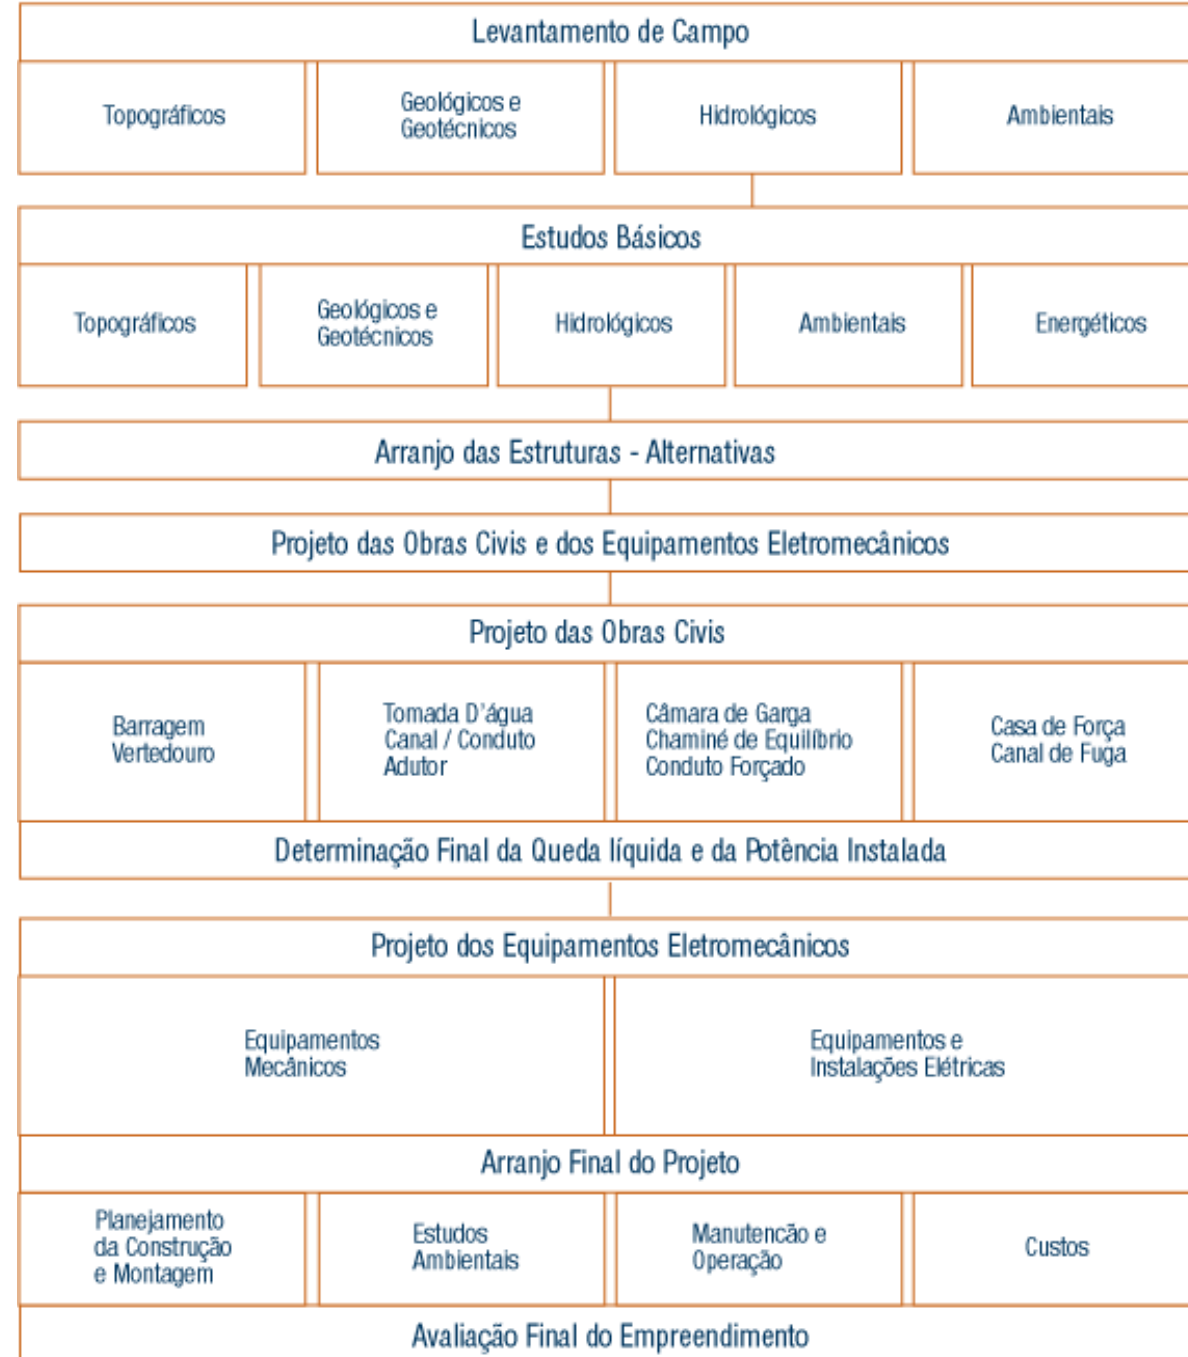 Levantamento de Campo
Topográficos
Geológicos e
Geotécnicos
Hidrológicos
Ambientais
Estudos Básicos
Topográficos
Geológicos e
Geotécnicos
Hidrológicos
Ambientais
Energéticos
Arranjo das Estruturas - Alternativas
Projeto das Obras Civis e dos Equipamentos Eletromecânicos
Projeto das Obras Civis
Barragem
Vertedouro
Tomada D'água
Canal / Conduto
Adutor
Câmara de Garga
Chaminé de Equilíbrio
Conduto Forçado
Casa de Força
Canal de Fuga
Determinação Final da Queda líquida e da Potência Instalada
Projeto dos Equipamentos Eletromecânicos
Equipamentos
Mecânicos
Equipamentos e
Instalações Elétricas
Arranjo Final do Projeto
Planejamento
da Construção
e Montagem
Estudos
Ambientais
Manutencão e
Operação
Custos
Avaliação Final do Empreendimento